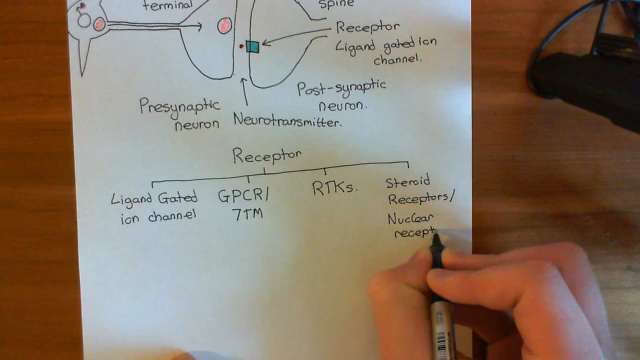 terminal
spine
Receptor
Ligand gated ion
channel.
Post-synaptic
neuron.
Presynaptic
neuron
Neurotransmitter.
Receptor
Ligand Gated
ion channel
GPCR/
7TM
RTKs.
Steroid
Receptors/
Nuclear
recept